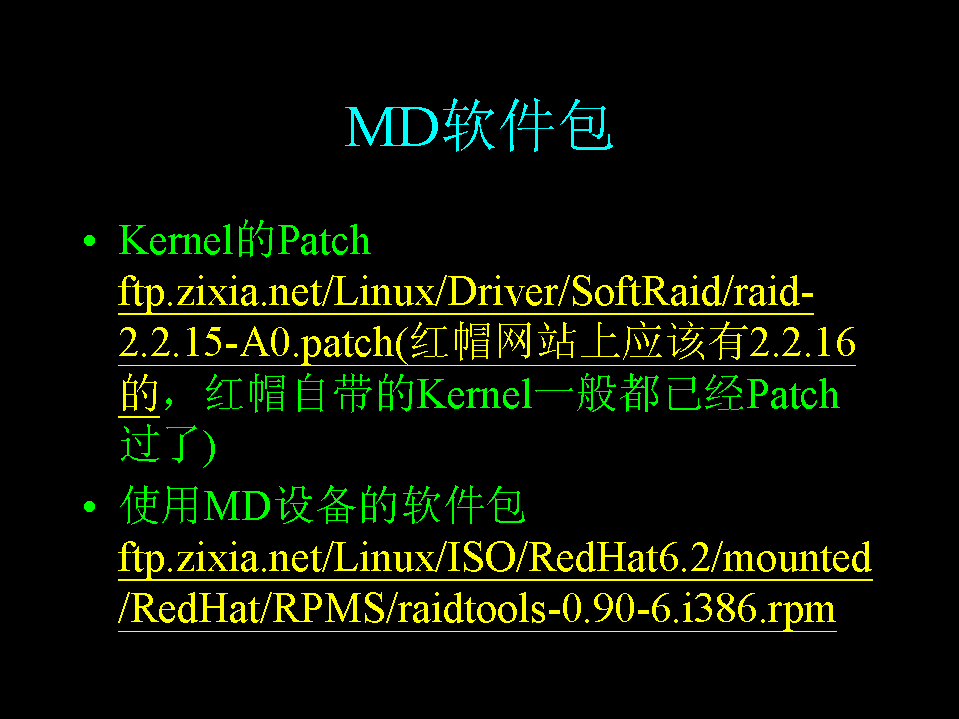 MD软件包
• Kernel的Patch
ftp.zixia.net/Linux/Driver/SoftRaid/raid-
2.2.15-A0.patch(红帽网站上应该有2.2.16
的，红帽自带的Kernel一般都已经Patch
过了)
• 使用MD设备的软件包
ftp.zixia.net/Linux/ISO/RedHat6.2/mounted
/RedHat/RPMS/raidtools-0.90-6.i386.rpm